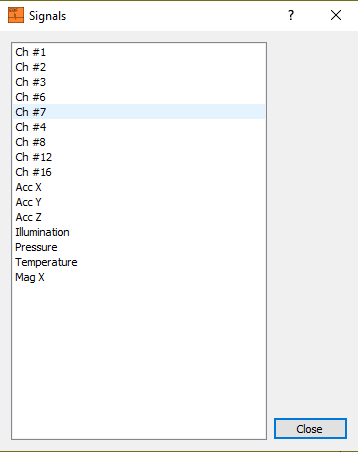 Signals
?
Ch #1
Ch #2
Ch #3
Ch #6
Ch #7
Ch #4
Ch #8
Ch #12
Ch #16
Acc X
Acc Y
Acc Z
Illumination
Pressure
Temperature
Mag X
Close